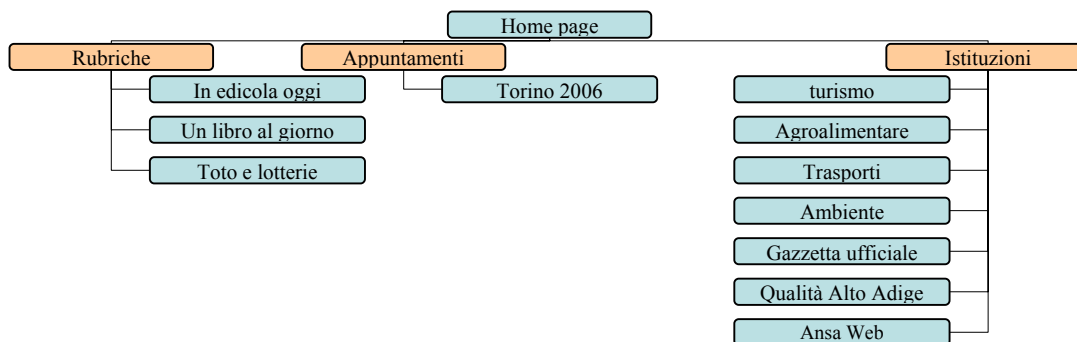 Home page
Rubriche
Appuntamenti
Istituzioni
In edicola oggi
Torino 2006
turismo
Un libro al giorno
Agroalimentare
Toto e lotterie
Trasporti
Ambiente
Gazzetta ufficiale
Qualità Alto Adige
Ansa Web